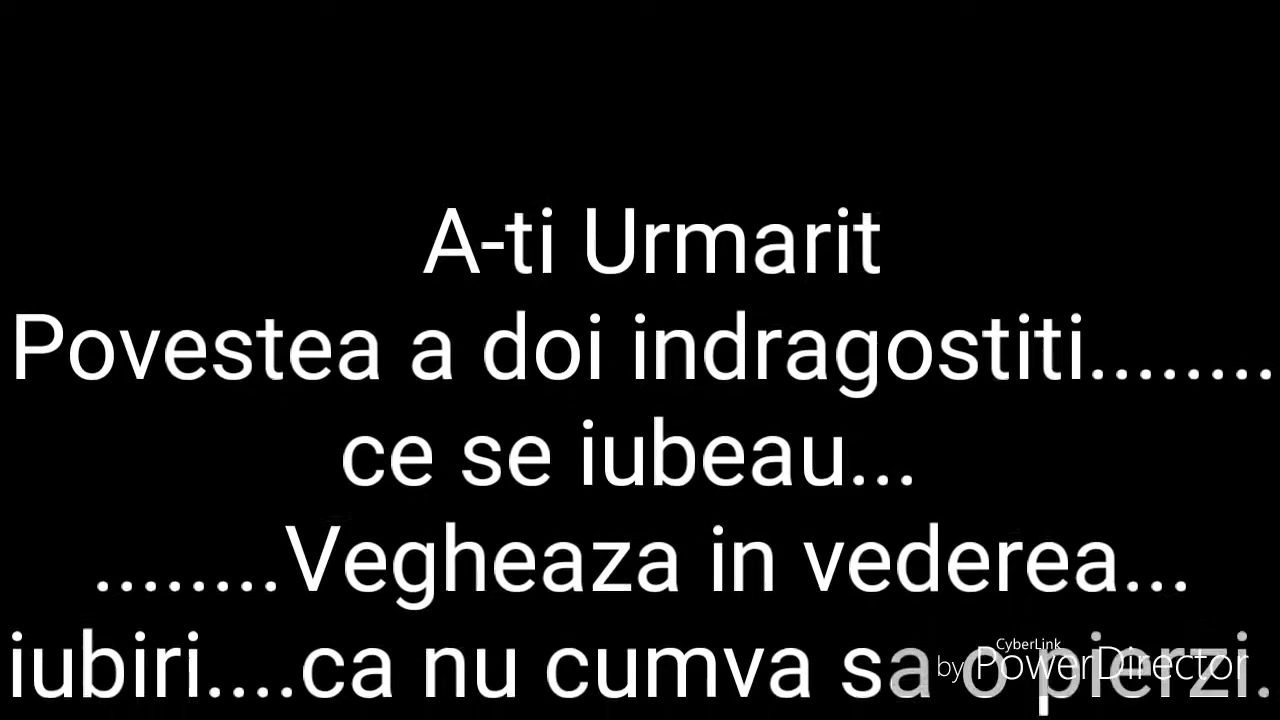 A-ti Urmarit
Povestea a doi indragostiti........
ce se iubeau...
........Vegheaza in vederea...
iubiri....ca nu cumva sa o pierzi.
CyberLink
by PowerDirector